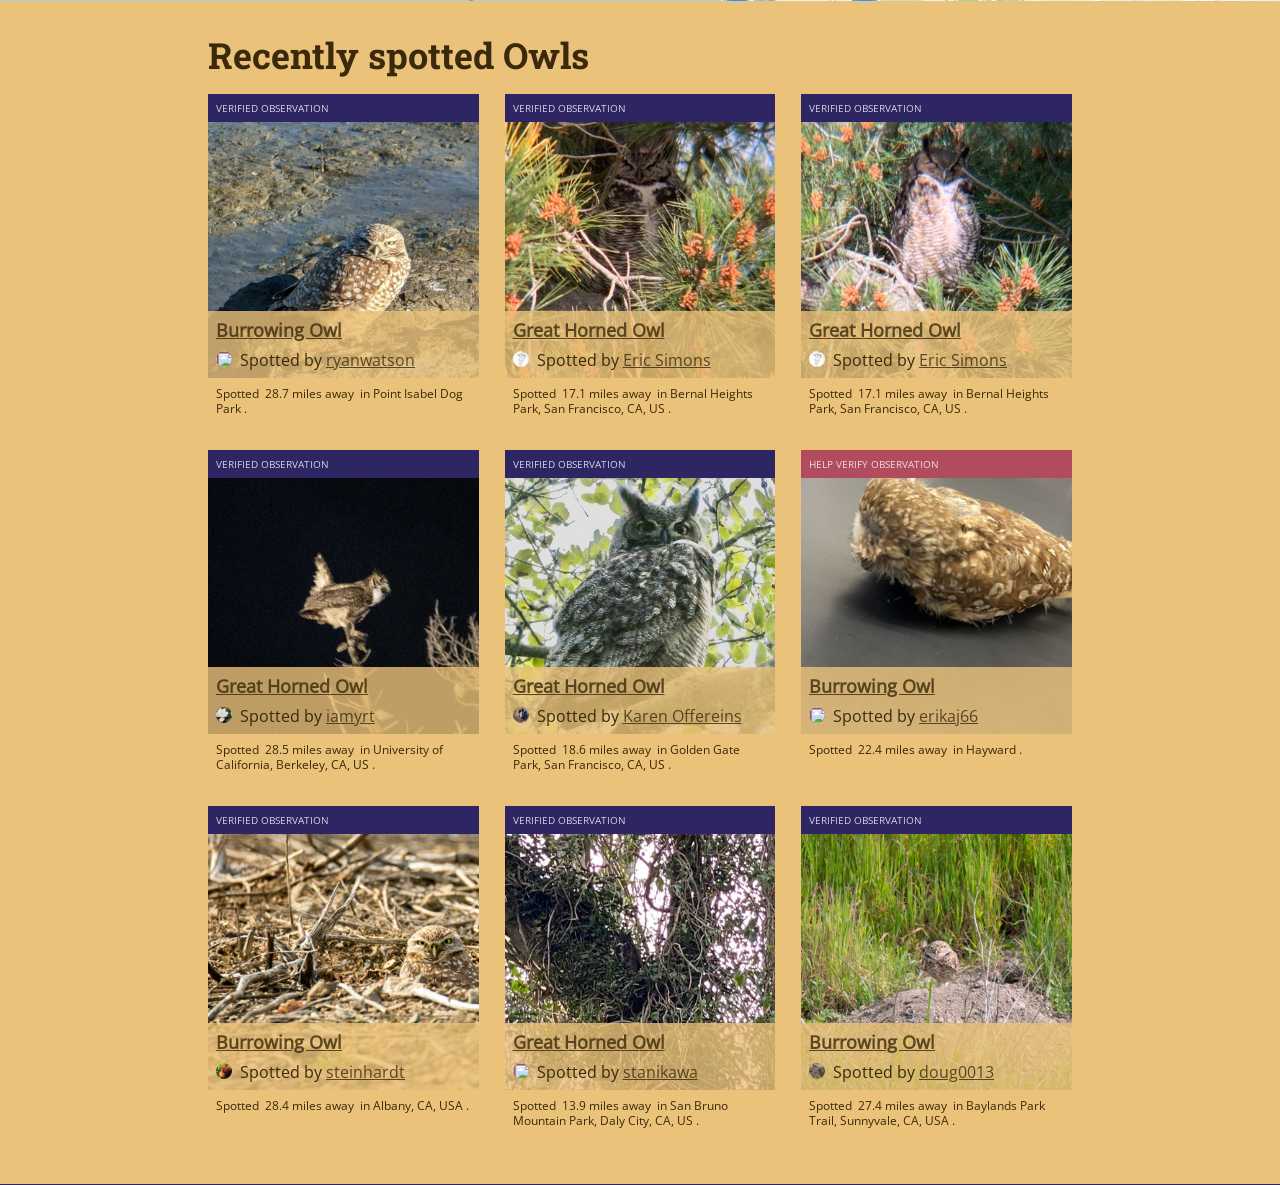 Recently spotted Owls
VERIFIED OBSERVATION
Burrowing Owl
Spotted by ryanwatson
Spotted 28.7 miles away in Point Isabel Dog
Park .
VERIFIED OBSERVATION
Great Horned Owl
Spotted by Eric Simons
Spotted 17.1 miles away in Bernal Heights
Park, San Francisco, CA, US .
VERIFIED OBSERVATION
Great Horned Owl
Spotted by Eric Simons
Spotted 17.1 miles away in Bernal Heights
Park, San Francisco, CA, US .
VERIFIED OBSERVATION
Great Horned Owl
Spotted by iamyrt
Spotted 28.5 miles away in University of
California, Berkeley, CA, US .
VERIFIED OBSERVATION
Great Horned Owl
Spotted by Karen Offereins
Spotted 18.6 miles away in Golden Gate
Park, San Francisco, CA, US .
HELP VERIFY OBSERVATION
Burrowing Owl
Spotted by erikaj66
Spotted 22.4 miles away in Hayward .
VERIFIED OBSERVATION
Burrowing Owl
Spotted by steinhardt
Spotted 28.4 miles away in Albany, CA, USA .
VERIFIED OBSERVATION
Great Horned Owl
Spotted by stanikawa
Spotted 13.9 miles away in San Bruno
Mountain Park, Daly City, CA, US .
VERIFIED OBSERVATION
Burrowing Owl
Spotted by doug0013
Spotted 27.4 miles away in Baylands Park
Trail, Sunnyvale, CA, USA .